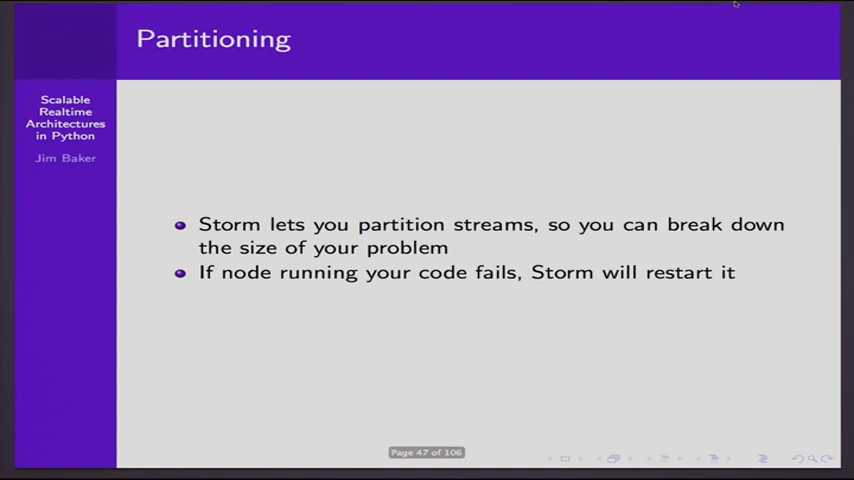 Partitioning
Scalable
Realtime
Architectures
in Python
Jim Baker
Storm lets you partition streams, so you can break down
the size of your problem
If node running your code fails, Storm will restart it
Page 47 of 106